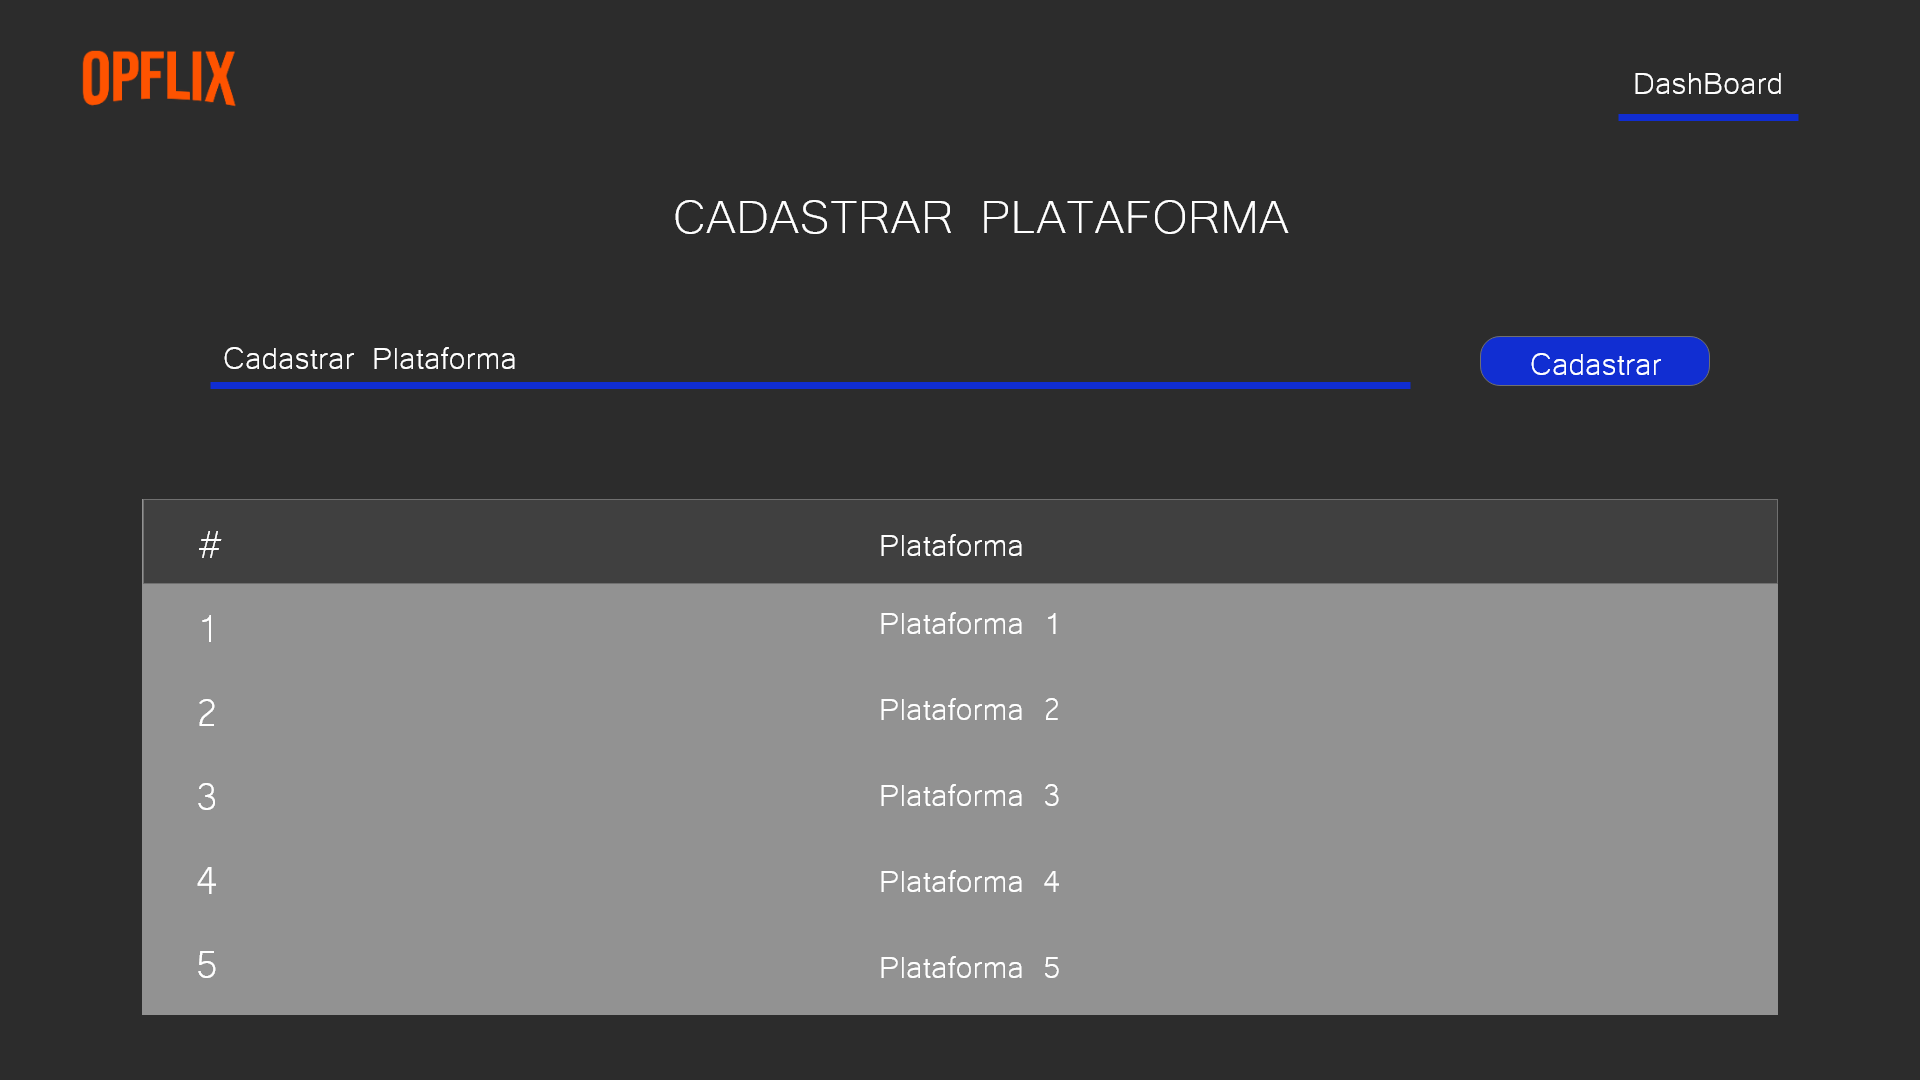 OPFLIX
DashBoard
CADASTRAR PLATAFORMA
Cadastrar Plataforma
Cadastrar
# Plataforma
1 Plataforma 1
2 Plataforma 2
3 Plataforma 3
4 Plataforma 4
5 Plataforma 5